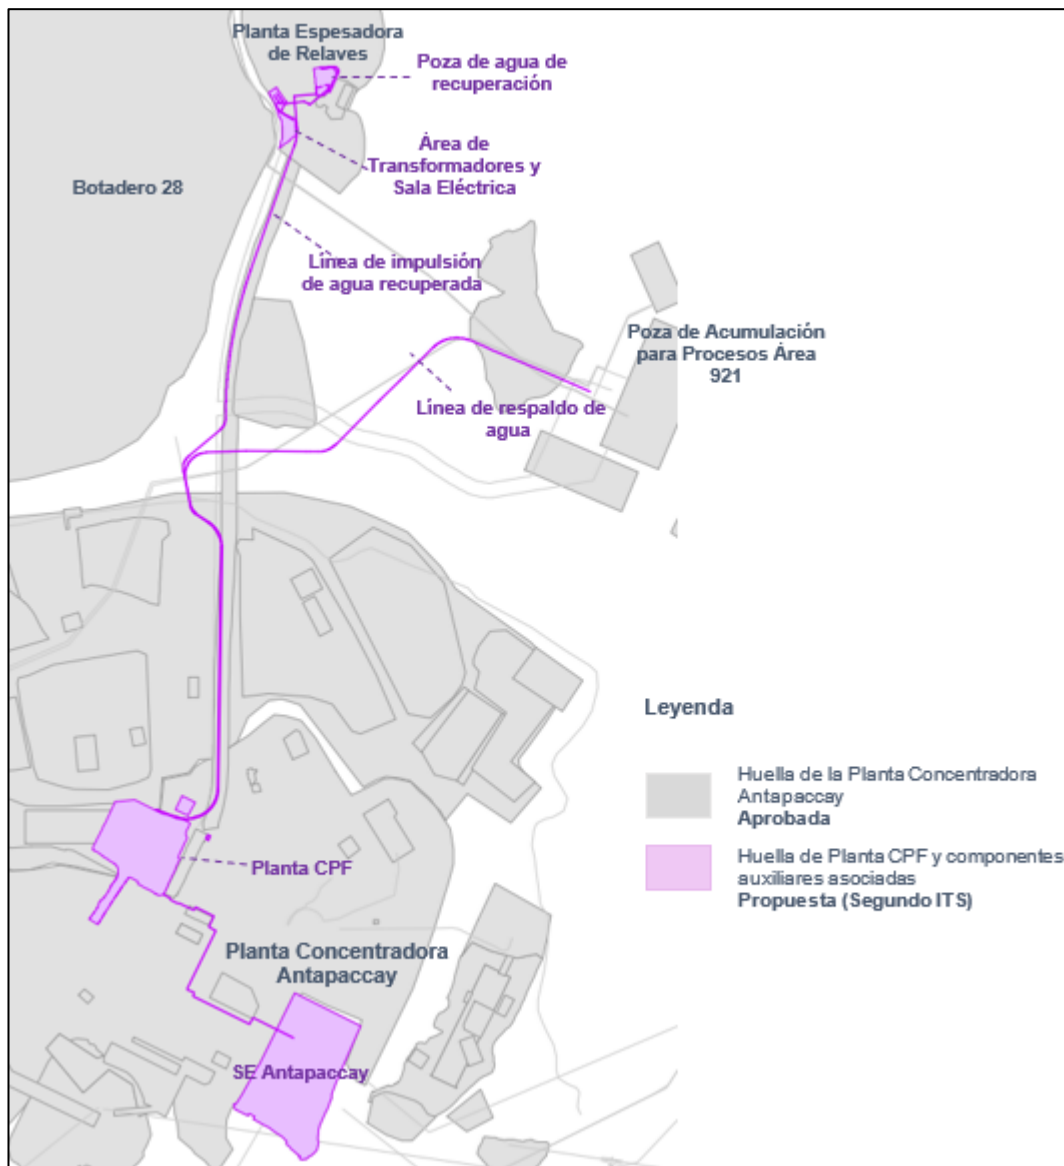 Planta Espesadora
de Relaves
Poza de agua de
recuperación
Área de
Transformadores y
Sala Eléctrica
Botadero 28
Línea de impulsión
de agua recuperada
Poza de Acumulación
para Procesos Área
921
Línea de respaldo de
agua
Leyenda
Huella de la Planta Concentradora
Antapaccay
Aprobada
Huella de Planta CPF y componentes
auxiliares asociadas
Propuesta (Segundo ITS)
Planta CPF
Planta Concentradora
Antapaccay
SE Antapaccay